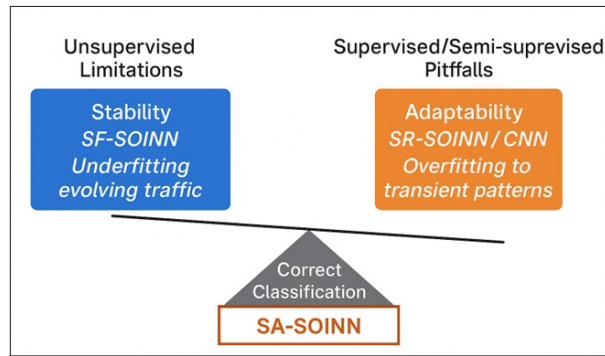 Unsupervised
Limitations
Stability
SF-SOINN
Underfitting
evolving traffic
Supervised/Semi-suprevised
Pitffalls
Adaptability
SR-SOINN / CNN
Overfitting to
transient patterns
Correct
Classification
SA-SOINN